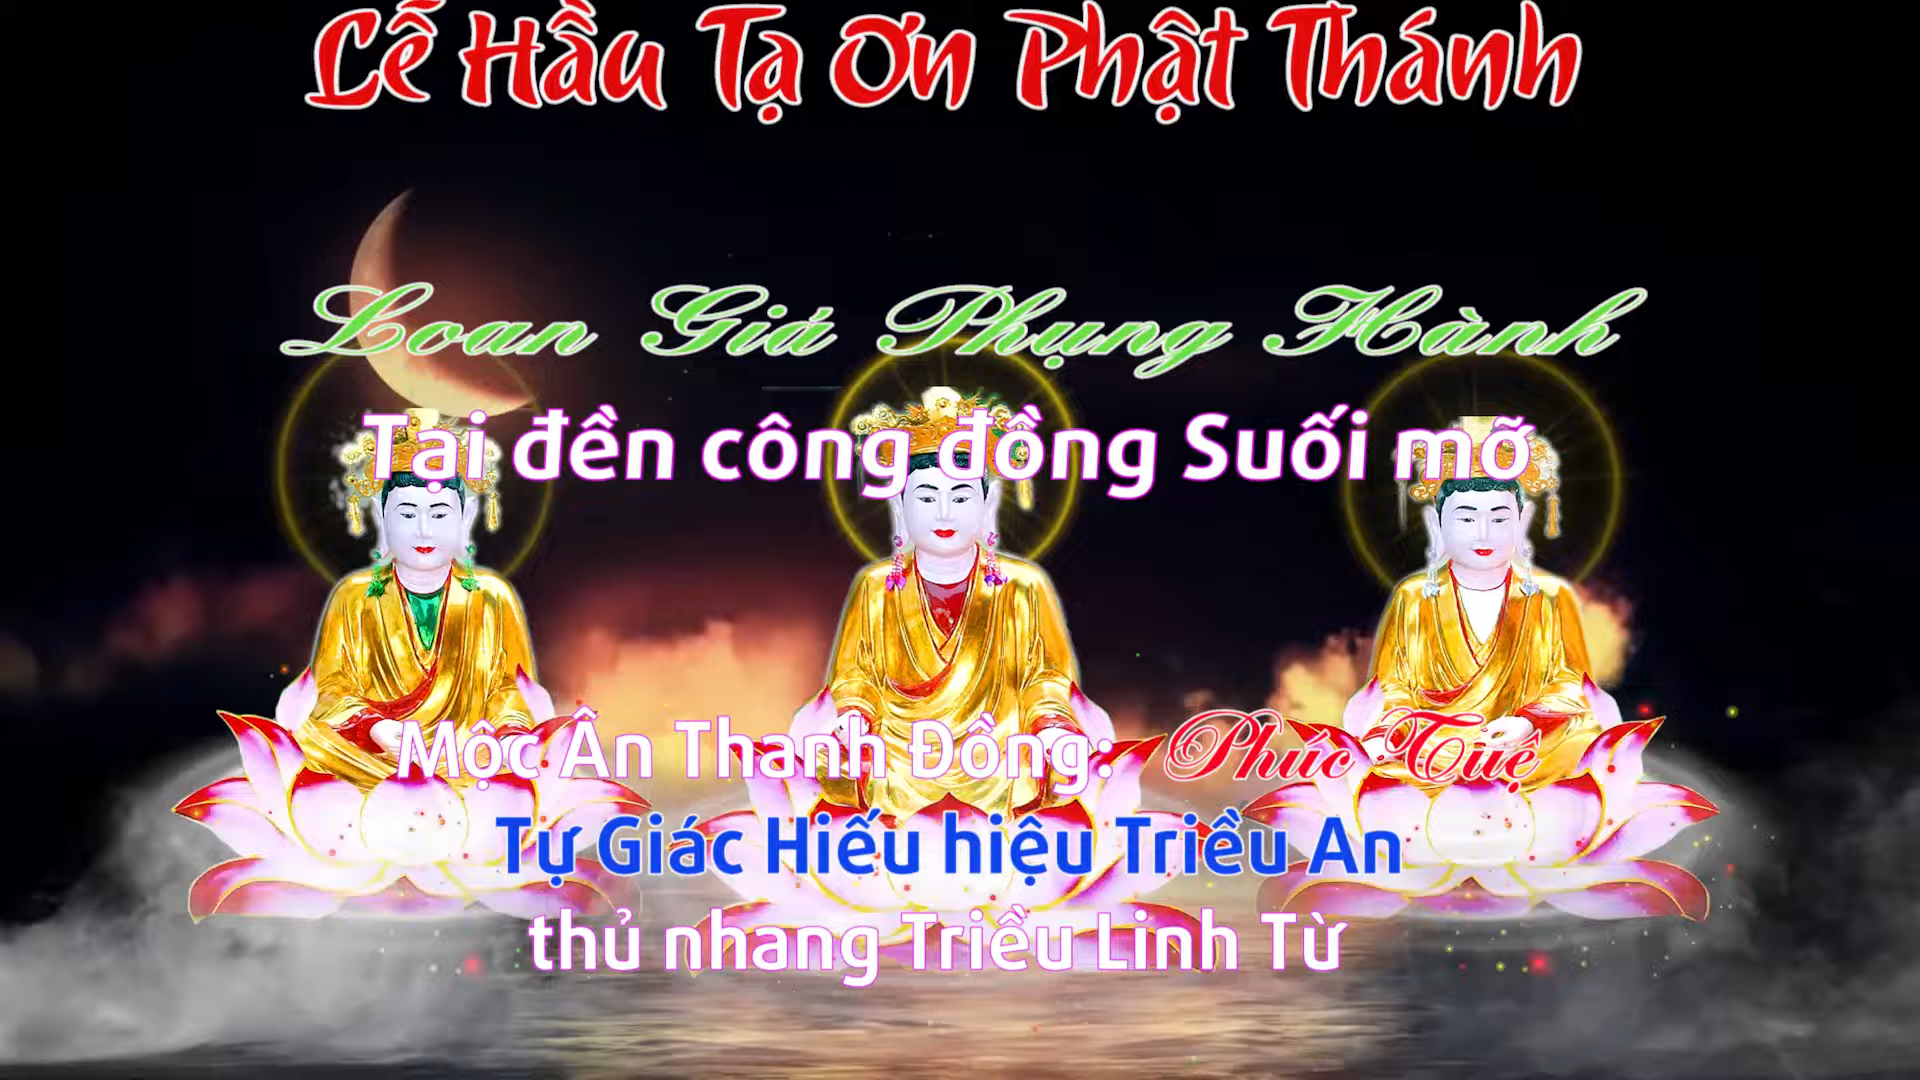 Lễ Hầu Tạ Ơn Phật Thánh
Loan Giá Phụng Hành
Tại đền công đồng Suối mỡ
Mộc Ân Thanh Đồng: Phúc Tuệ
Tự Giác Hiếu hiệu Triều An
thủ nhang Triều Linh Từ